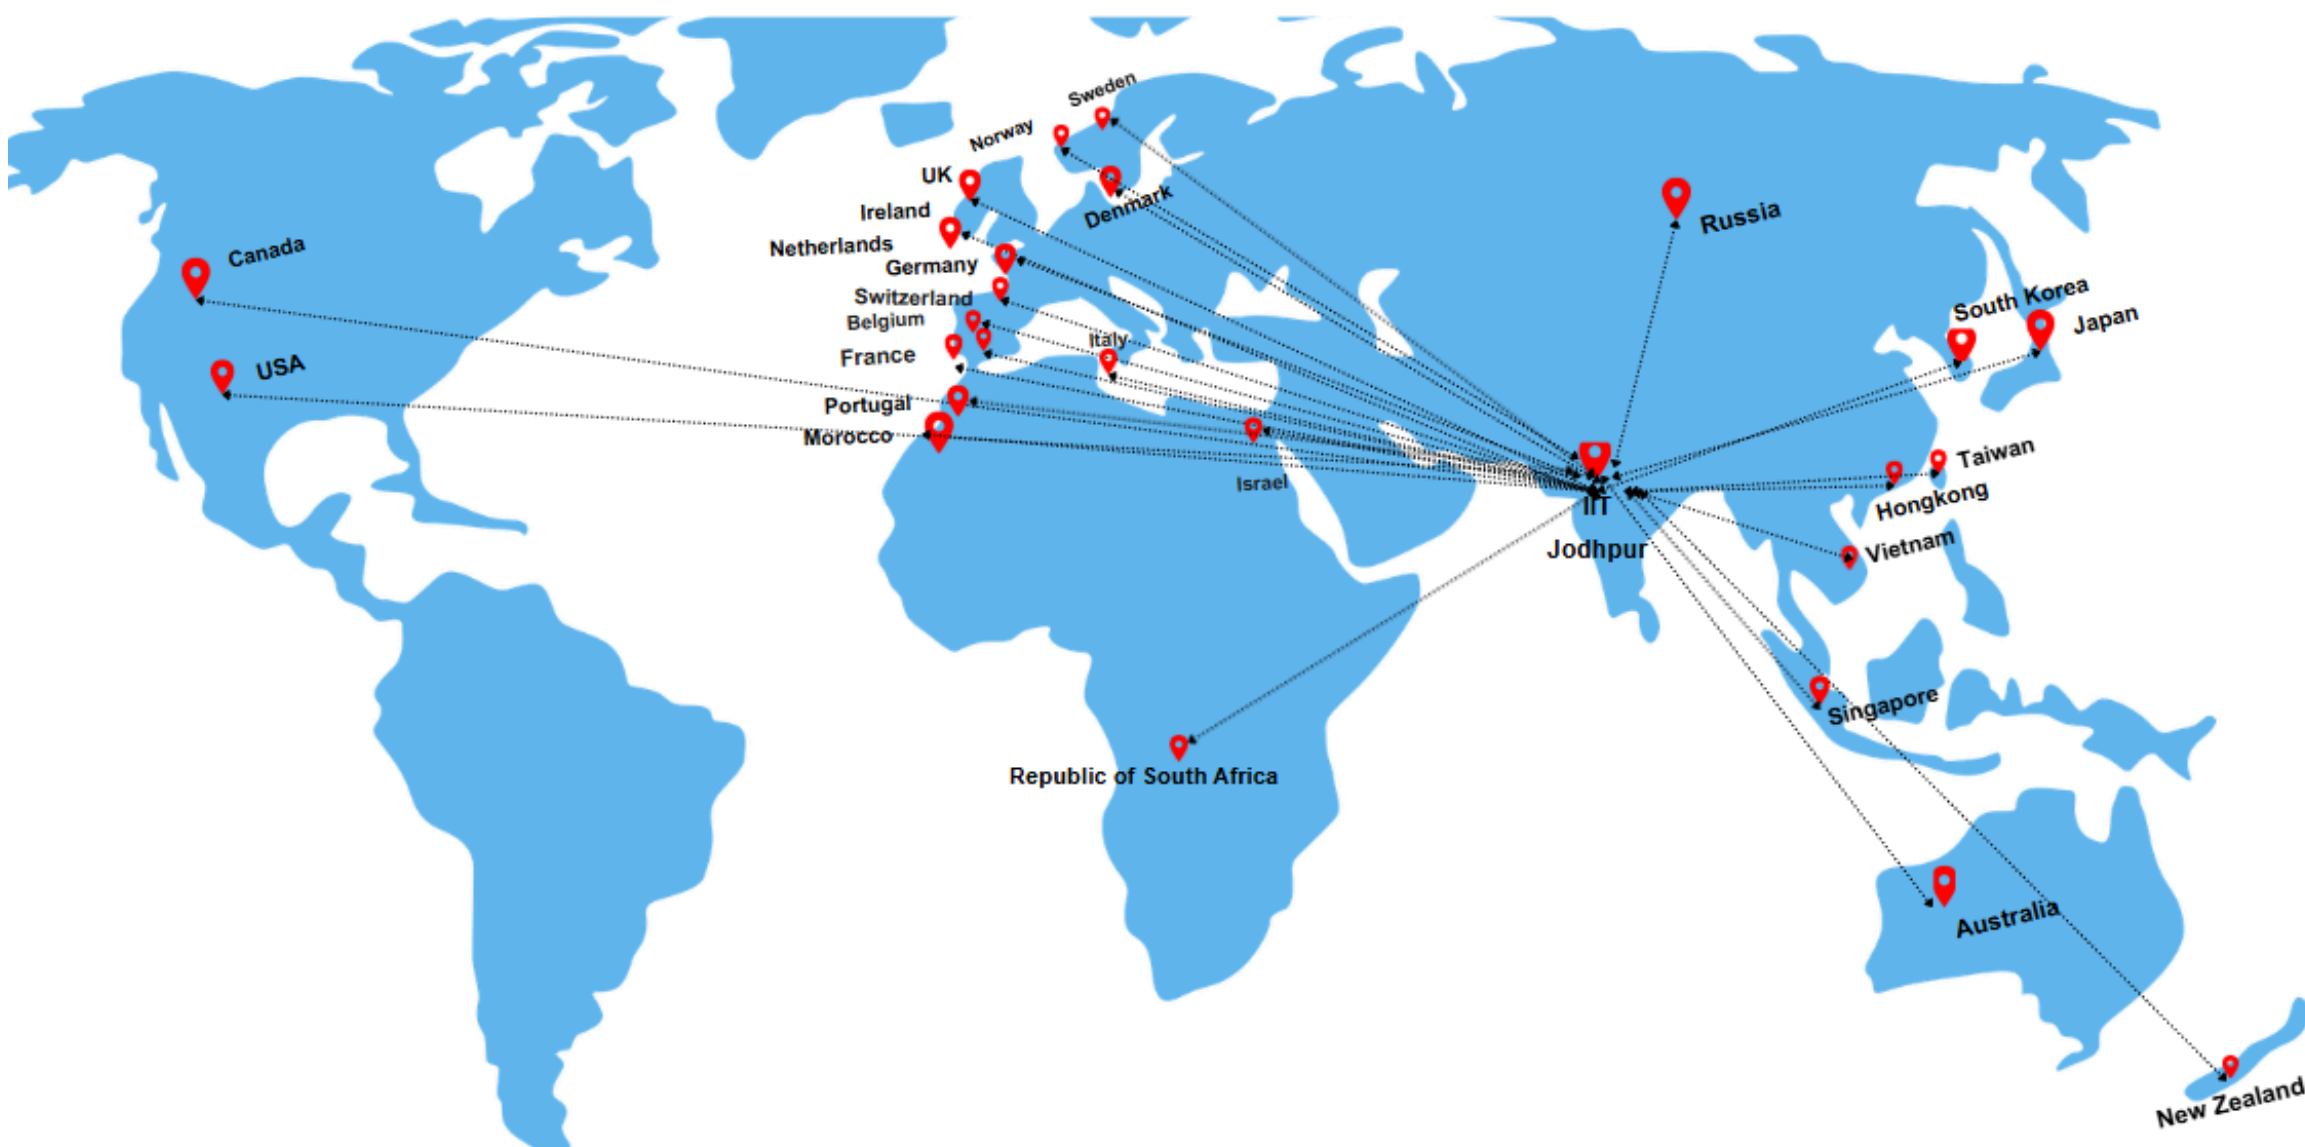 Sweden
Norway
UK
Denmark
Ireland
Russia
Netherlands
Canada
Germany
Switzerland
South Korea
Belgium
Japan
Italy
France
USA
Portugal
Morocco
Taiwan
Israel
Hongkong
IIT
Jodhpur
Vietnam
Singapore
Republic of South Africa
Australia
New Zealand